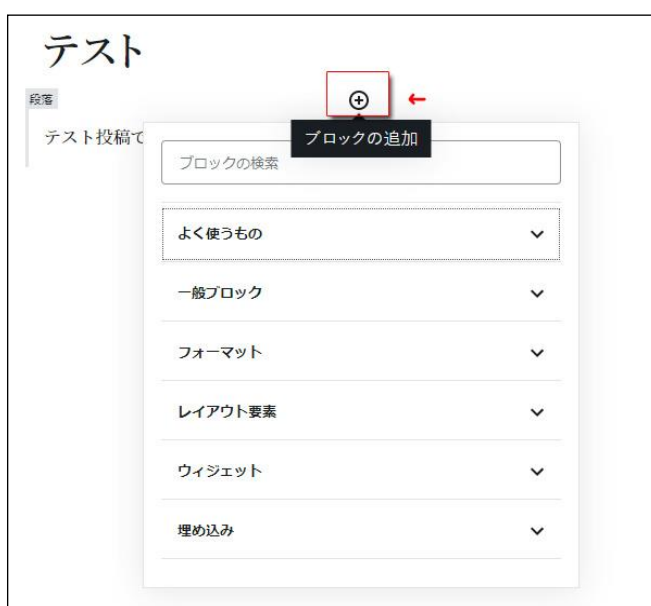 テスト
段落
ブロックの追加
テスト投稿で
ブロックの検索
よく使うもの
一般ブロック
フォーマット
レイアウト要素
ウィジェット
埋め込み